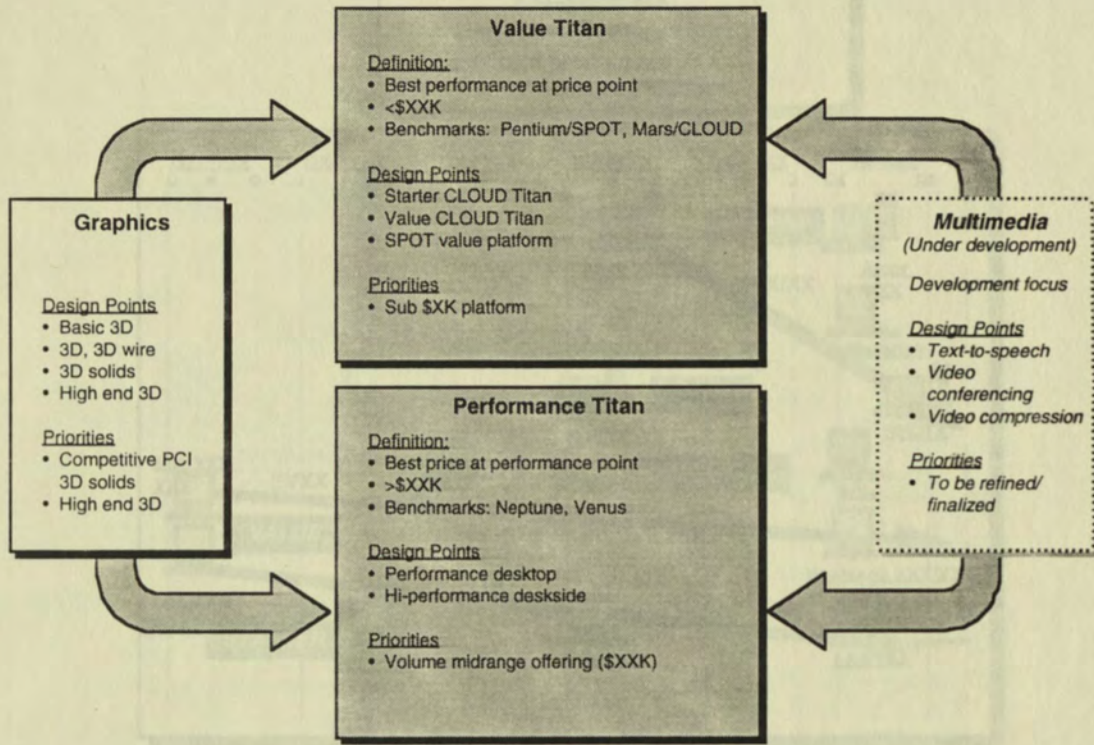 Value Titan
Definition:
• Best performance at price point
• <$XXK
• Benchmarks: Pentium/SPOT, Mars/CLOUD
Design Points
• Starter CLOUD Titan
• Value CLOUD Titan
• SPOT value platform
Priorities
• Sub $XK platform
Graphics
Design Points
• Basic 3D
• 3D, 3D wire
• 3D solids
• High end 3D
Priorities
• Competitive PCI
3D solids
• High end 3D
Multimedia
(Under development)
Development focus
Design Points
• Text-to-speech
• Video
conferencing
• Video compression
Priorities
• To be refined/
finalized
Performance Titan
Definition:
• Best price at performance point
• >$XXK
• Benchmarks: Neptune, Venus
Design Points
• Performance desktop
• Hi-performance deskside
Priorities
• Volume midrange offering ($XXK)